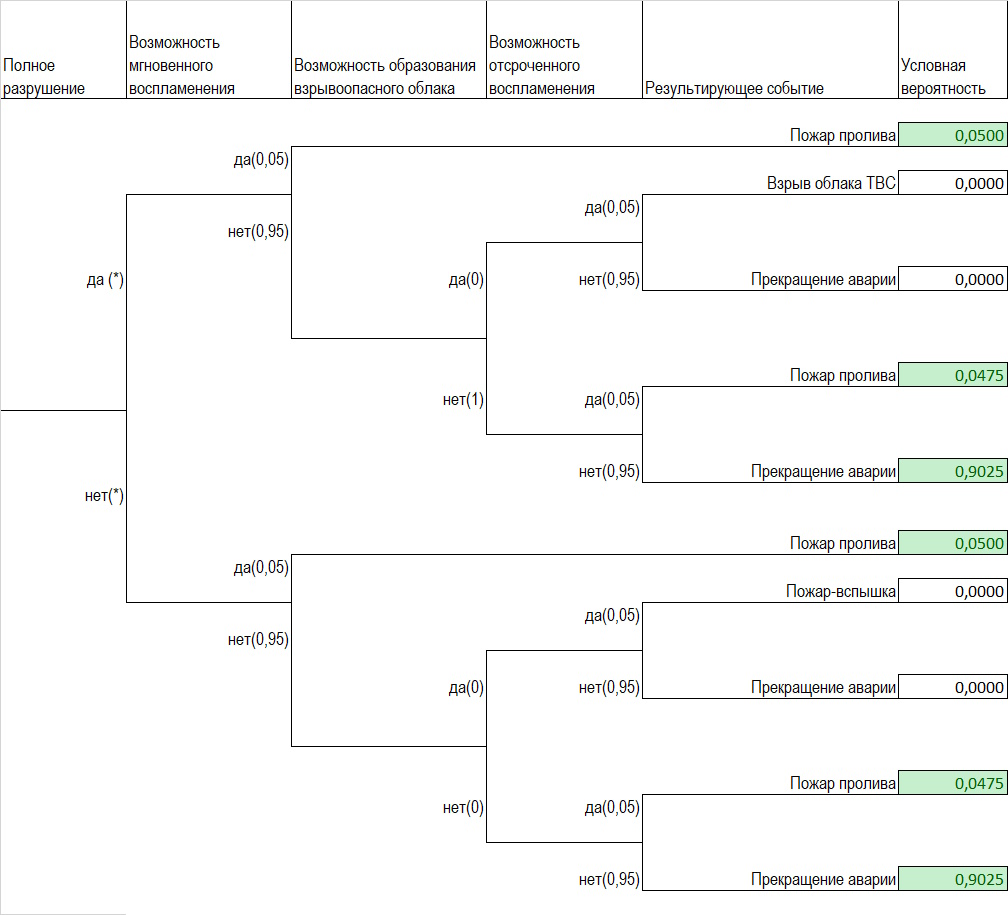 Полное
разрушение
Возможность
мгновенного
воспламенения
Возможность образования
взрывоопасного облака
Возможность
отсроченного
воспламенения
Результирующее событие
Условная
вероятность
Пожар пролива 0,0500
да(0,05)
Взрыв облака ТВС 0,0000
да(0,05)
нет(0,95)
да (*)
да(0)
нет(0,95)
Прекращение аварии 0,0000
Пожар пролива 0,0475
нет(1)
да(0,05)
нет(0,95)
Прекращение аварии 0,9025
нет(*)
Пожар пролива 0,0500
да(0,05)
Пожар-вспышка 0,0000
да(0,05)
нет(0,95)
да(0)
нет(0,95)
Прекращение аварии 0,0000
Пожар пролива 0,0475
нет(0)
да(0,05)
нет(0,95)
Прекращение аварии 0,9025